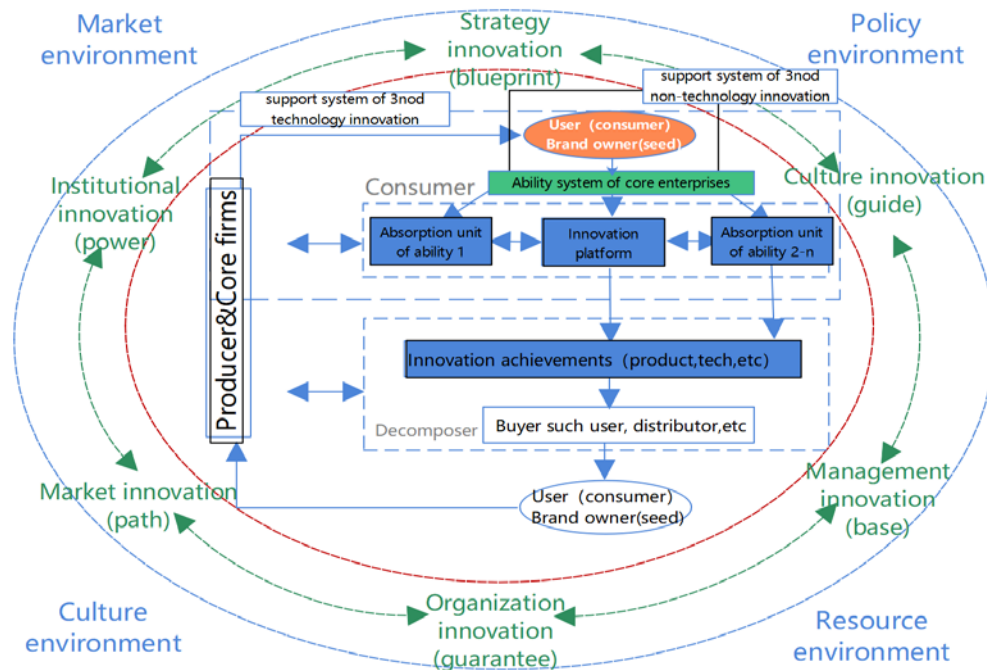 Market
environment
Strategy
innovation
(blueprint)
Policy
environment
support system of 3nod
technology innovation
support system of 3nod
non-technology innovation
User（consumer）
Brand owner(seed)
Institutional
innovation
(power)
Consumer
Ability system of core enterprises
Culture innovation
(guide)
Absorption unit
of ability 1
Innovation
platform
Absorption unit
of ability 2-n
Producer&Core firms
Innovation achievements（product,tech,etc)
Decomposer
Buyer such user, distributor,etc
Market innovation
(path)
User（consumer）
Brand owner(seed)
Management
innovation
(base)
Culture
environment
Organization
innovation
(guarantee)
Resource
environment